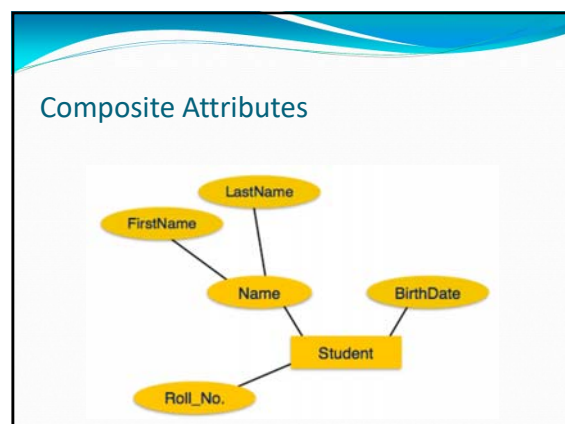 Composite Attributes
LastName
FirstName
Name
BirthDate
Student
Roll_No.